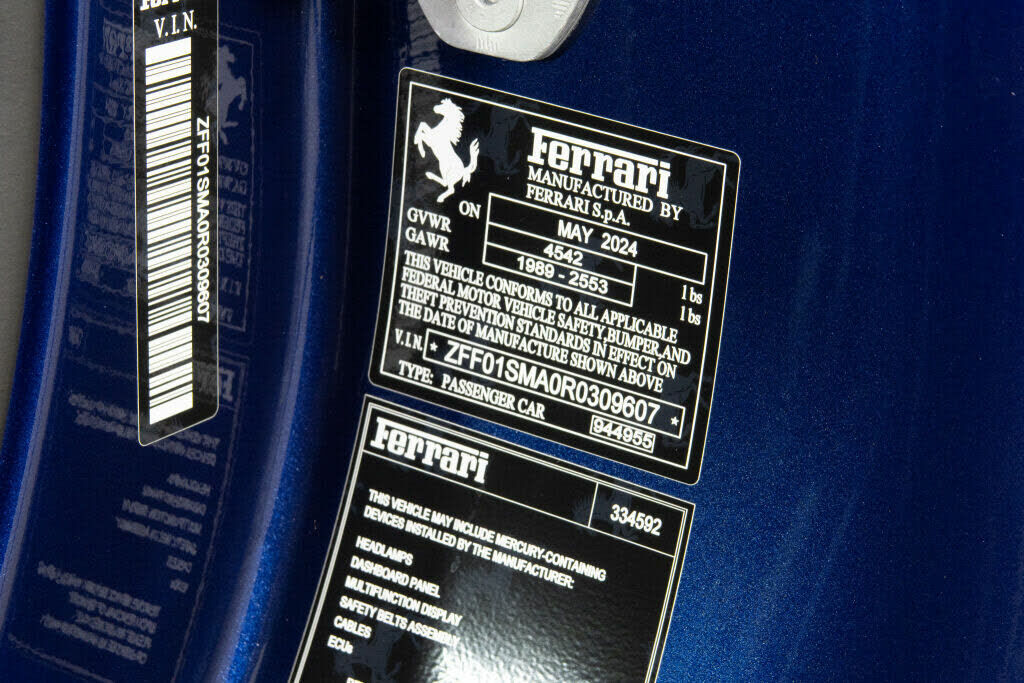 Ferrari
V.I.N.
ZFF01SMA0R0309607
Ferrari
MANUFACTURED BY
FERRARI S.p.A.
ON MAY 2024
GVWR 4542 lbs
GAWR 1989 - 2553 lbs
THIS VEHICLE CONFORMS TO ALL APPLICABLE
FEDERAL MOTOR VEHICLE SAFETY, BUMPER, AND
THEFT PREVENTION STANDARDS IN EFFECT ON
THE DATE OF MANUFACTURE SHOWN ABOVE
V.I.N. * ZFF01SMA0R0309607 *
TYPE: PASSENGER CAR 944955
Ferrari 334592
THIS VEHICLE MAY INCLUDE MERCURY-CONTAINING
DEVICES INSTALLED BY THE MANUFACTURER:
HEADLAMPS
DASHBOARD PANEL
MULTIFUNCTION DISPLAY
SAFETY BELTS ASSEMBLY
CABLES
ECUs